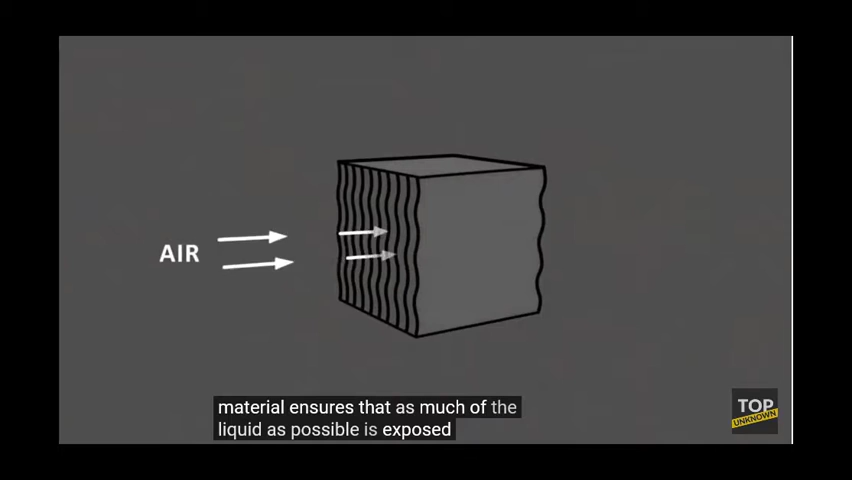 AIR
material ensures that as much of the
liquid as possible is exposed
TOP
UNKNOWN